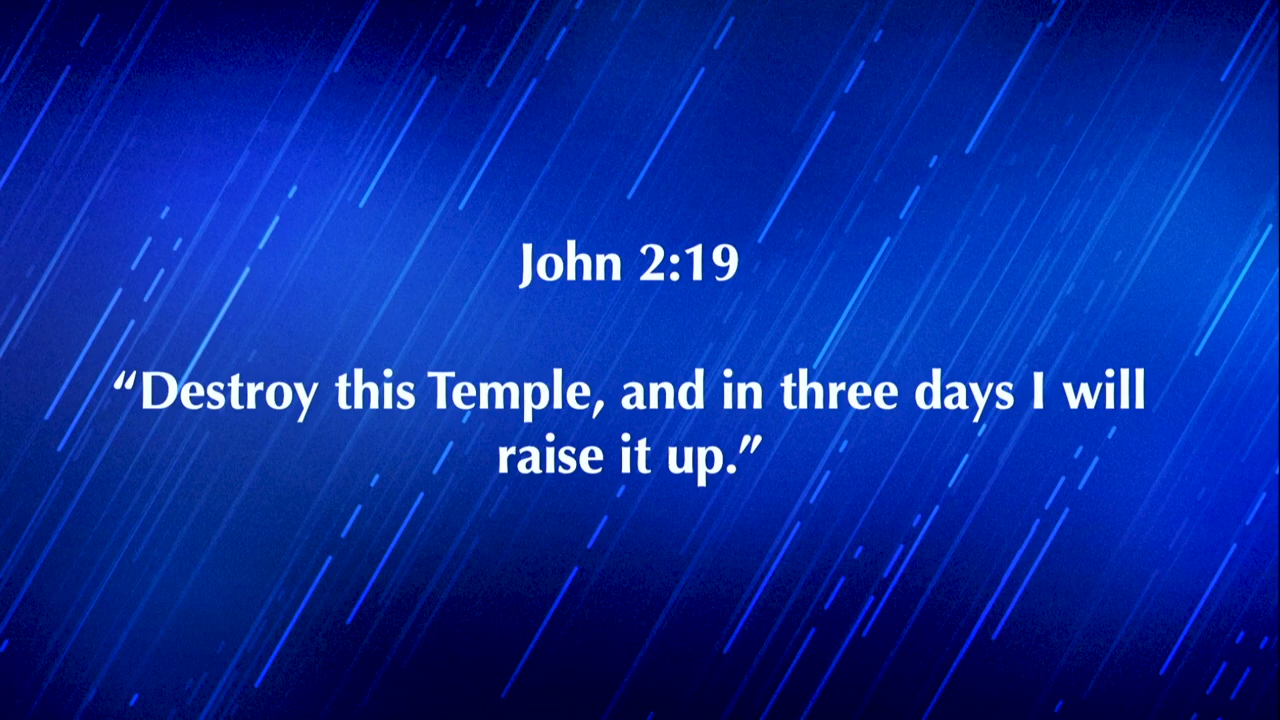 John 2:19
“Destroy this Temple, and in three days I will
raise it up.”